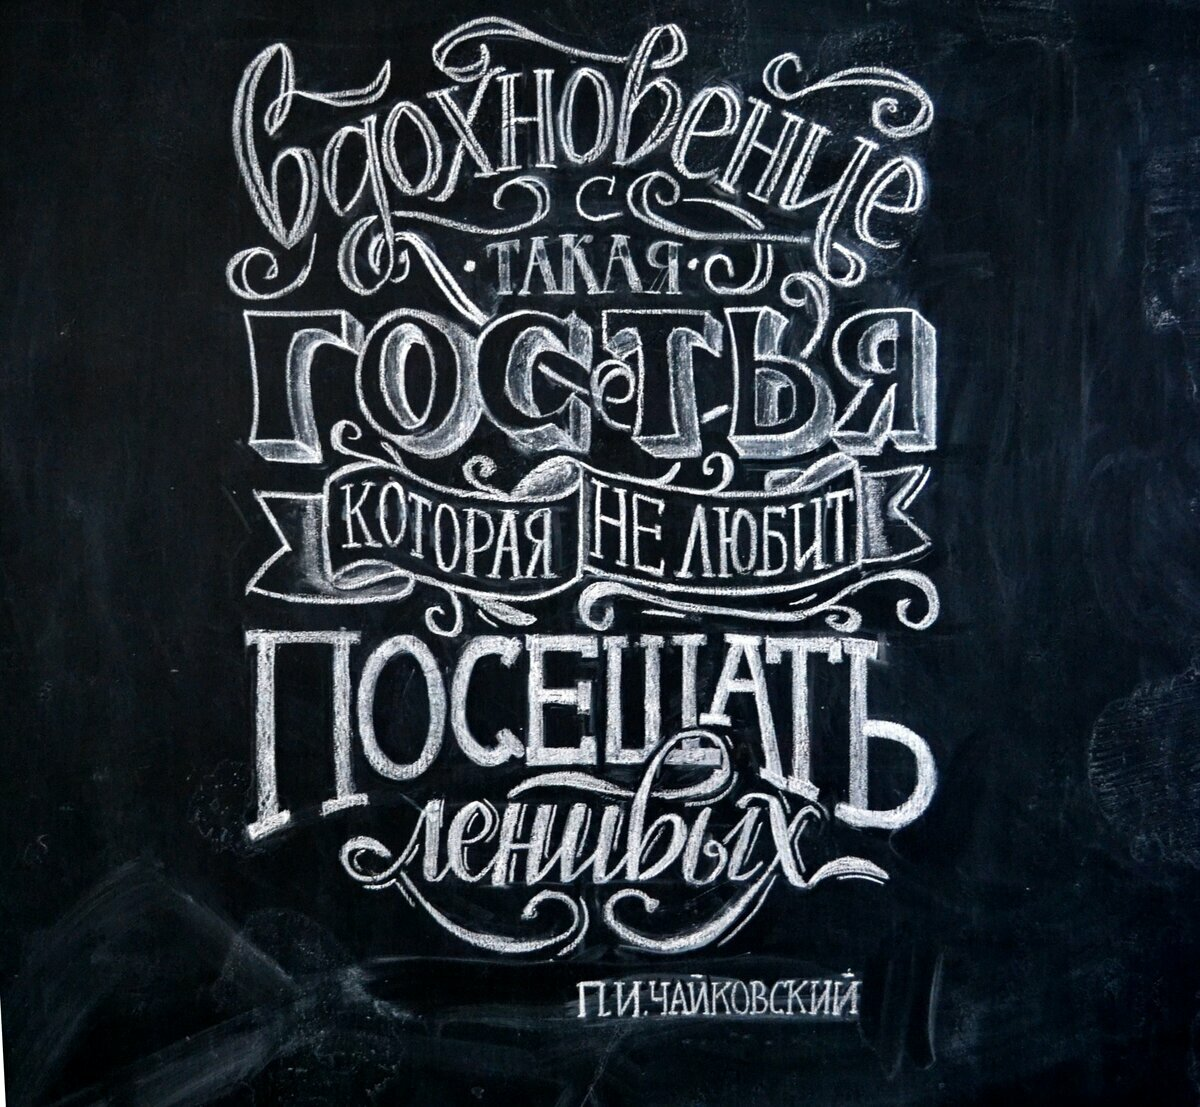 Вдохновение
ТАКАЯ
ГОСТЬЯ
КОТОРАЯ НЕ ЛЮБИТ
ПОСЕЩАТЬ
ленивых
П.И.ЧАЙКОВСКИЙ